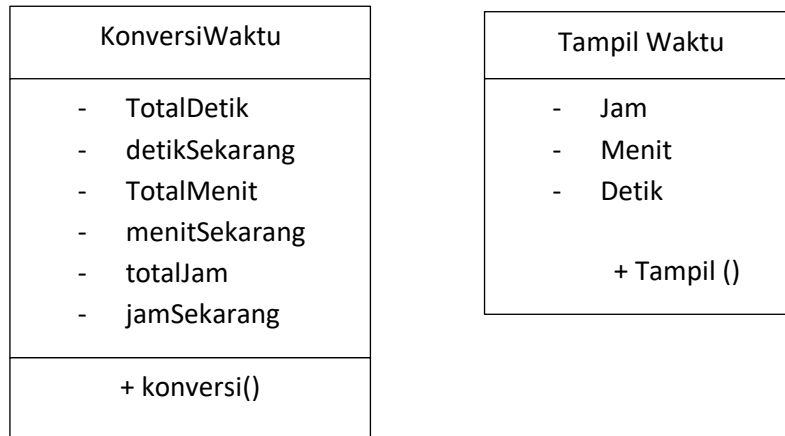 KonversiWaktu
- TotalDetik
- detikSekarang
- TotalMenit
- menitSekarang
- totalJam
- jamSekarang
+ konversi()
Tampil Waktu
- Jam
- Menit
- Detik
+ Tampil ()